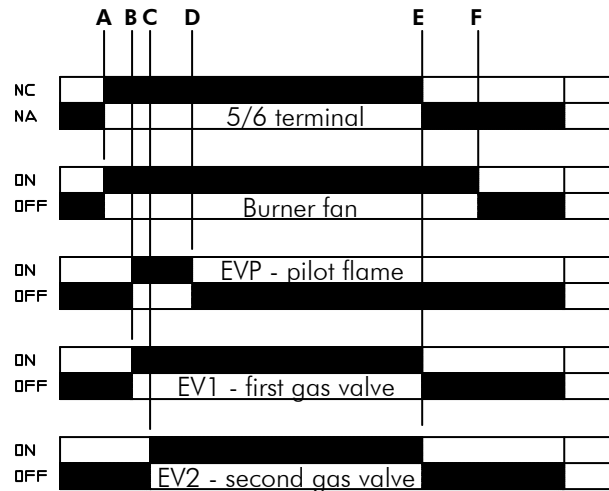 A B C D E F
NC
NA 5/6 terminal
ON
OFF Burner fan
ON EVP - pilot flame
OFF
ON
OFF EV1 - first gas valve
ON
OFF EV2 - second gas valve